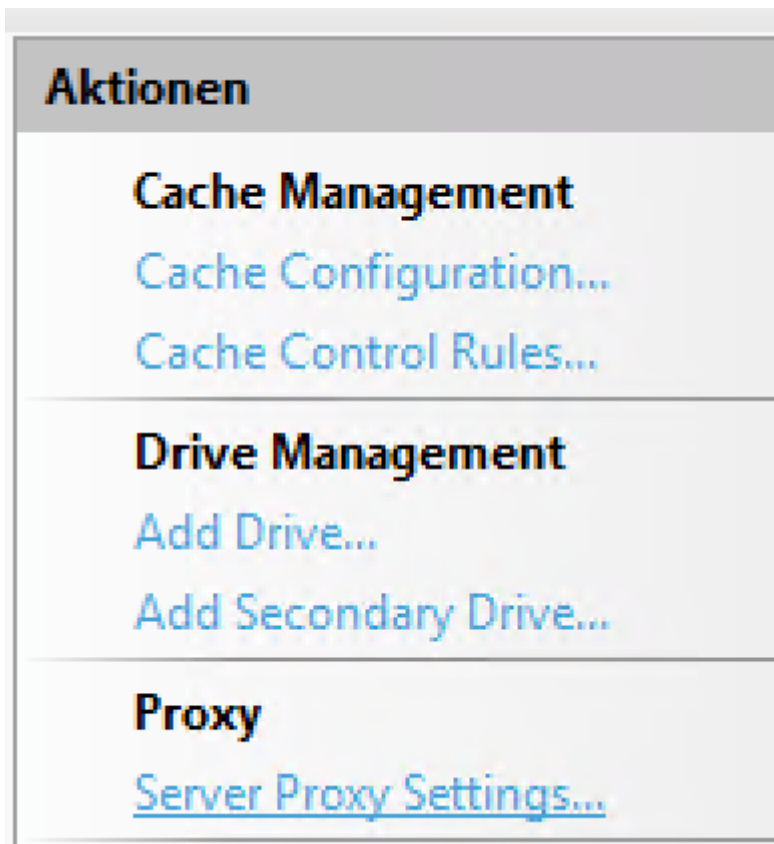 Aktionen
Cache Management
Cache Configuration...
Cache Control Rules...
Drive Management
Add Drive...
Add Secondary Drive...
Proxy
Server Proxy Settings...